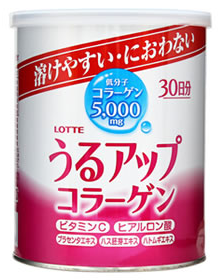 溶けやすい・におわない
低分子
コラーゲン
5,000
mg
30日分
LOTTE
うるアップ
コラーゲン
ビタミンC ヒアルロン酸
プラセンタエキス ハス胚芽エキス ハトムギエキス